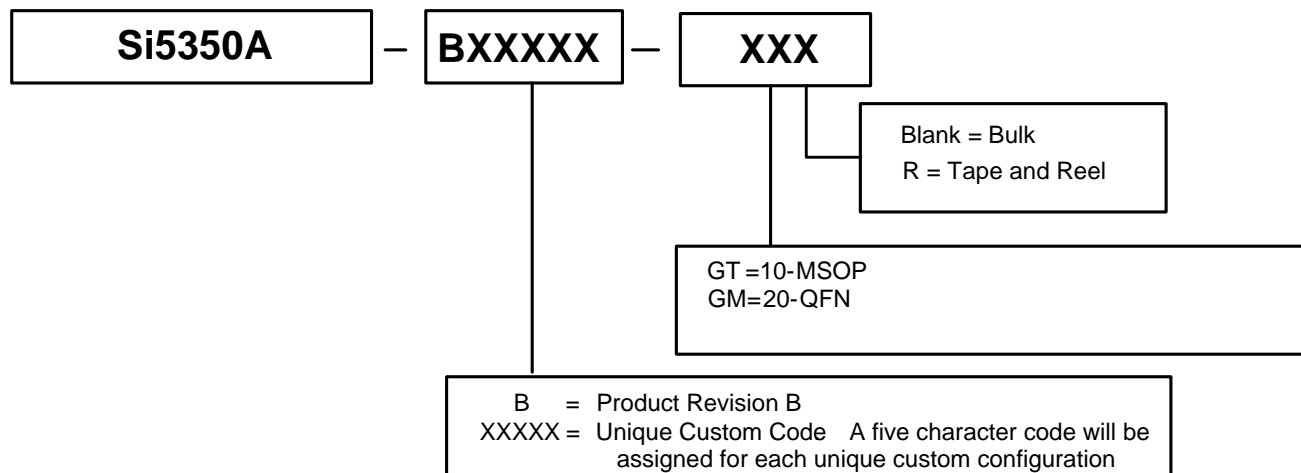 Si5350A – BXXXXX – XXX
Blank = Bulk
R = Tape and Reel
GT =10-MSOP
GM=20-QFN
B = Product Revision B
XXXXX = Unique Custom Code A five character code will be
assigned for each unique custom configuration